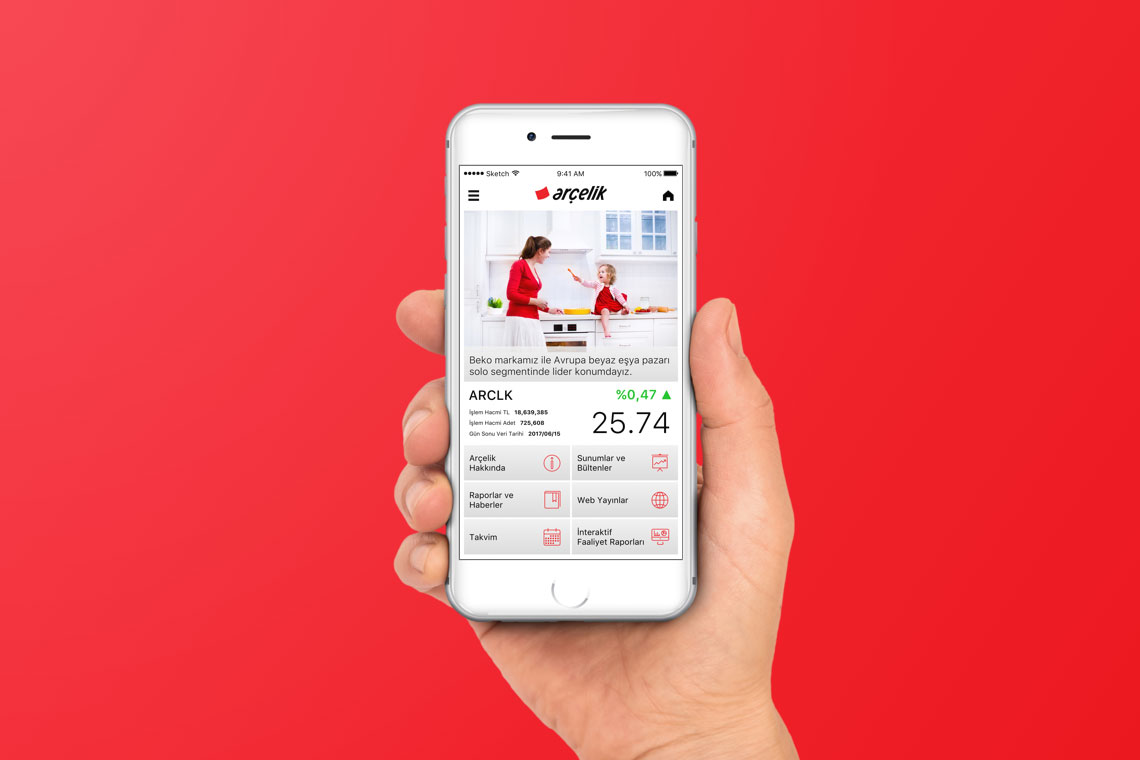 ●●●●● Sketch 9:41 AM 100%
arçelik
Beko markamız ile Avrupa beyaz eşya pazarı
solo segmentinde lider konumdayız.
ARCLK %0,47 ▲
İşlem Hacmi TL 18,639,385
İşlem Hacmi Adet 725,608
Gün Sonu Veri Tarihi 2017/06/15
25.74
Arçelik
Hakkında
Sunumlar ve
Bültenler
Raporlar ve
Haberler
Web Yayınlar
Takvim
İnteraktif
Faaliyet Raporları